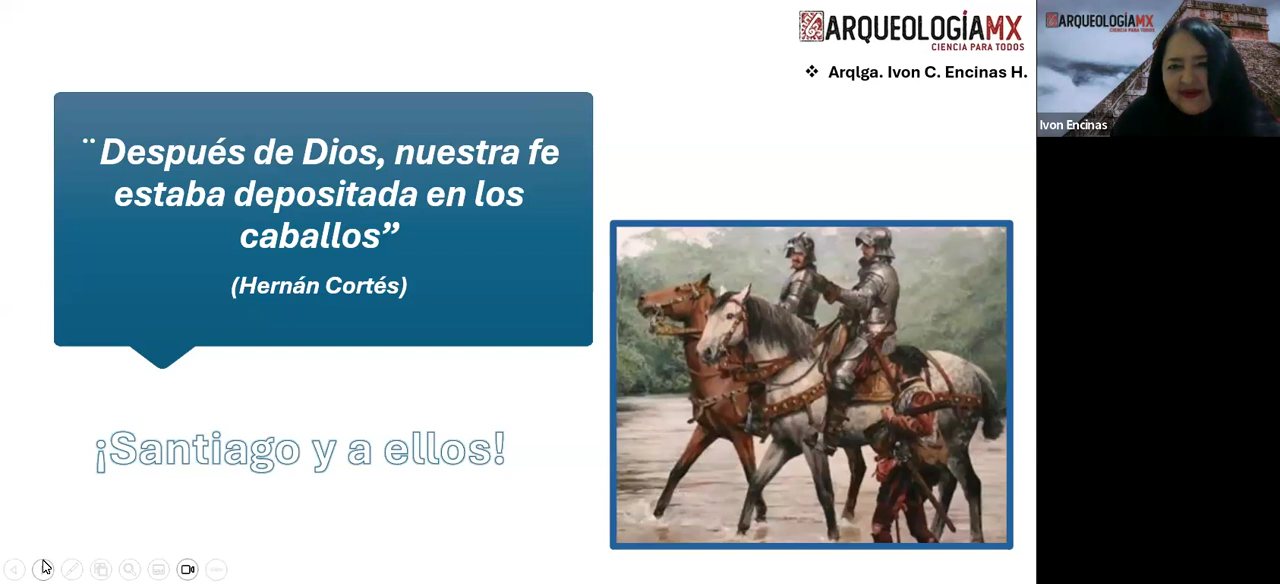 ARQUEOLOGÍAMX
CIENCIA PARA TODOS
❖ Arqlga. Ivon C. Encinas H.
¨Después de Dios, nuestra fe
estaba depositada en los
caballos”
(Hernán Cortés)
¡Santiago y a ellos!
ARQUEOLOGÍAMX
CIENCIA PARA TODOS
Ivon Encinas